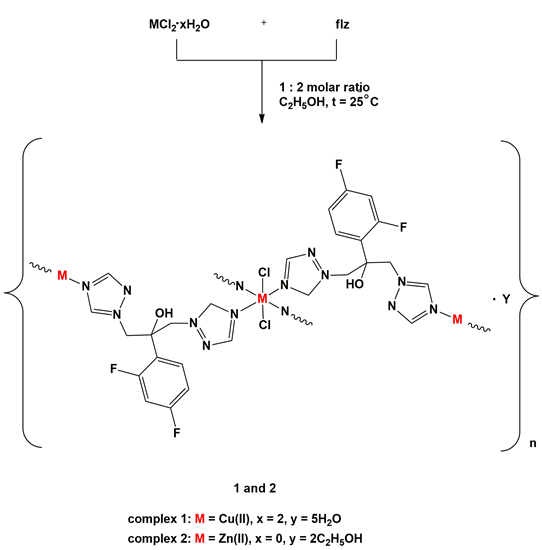 MCl₂·xH₂O + flz
1 : 2 molar ratio
C₂H₅OH, t = 25°C
F
F
M
N
N
N
OH
N
N
N
Cl
N
M
N
Cl
N
N
N
HO
N
N
N
M
· Y
F
F
n
1 and 2
complex 1: M = Cu(II), x = 2, y = 5H₂O
complex 2: M = Zn(II), x = 0, y = 2C₂H₅OH